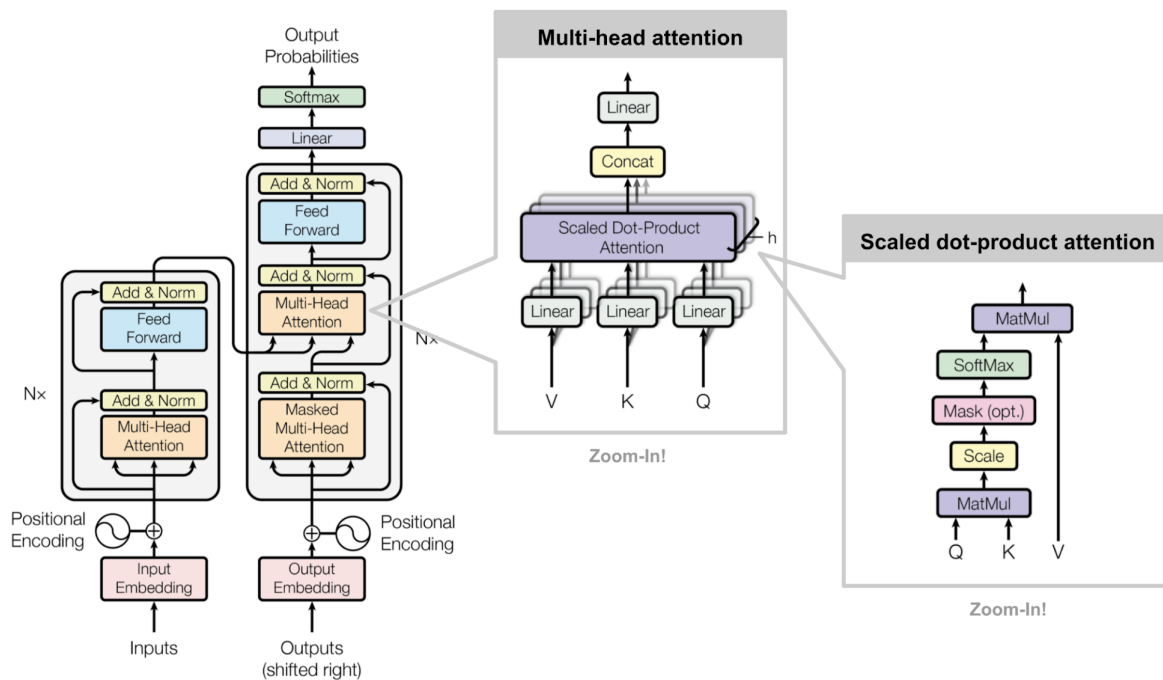 Output
Probabilities
Softmax
Linear
Add & Norm
Feed
Forward
Add & Norm
Multi-Head
Attention
Nx
Add & Norm
Masked
Multi-Head
Attention
Add & Norm
Feed
Forward
Nx
Add & Norm
Multi-Head
Attention
Positional
Encoding
Positional
Encoding
Input
Embedding
Output
Embedding
Inputs
Outputs
(shifted right)
Multi-head attention
Linear
Concat
Scaled Dot-Product
Attention
h
Linear
Linear
Linear
V
K
Q
Zoom-In!
Scaled dot-product attention
MatMul
SoftMax
Mask (opt.)
Scale
MatMul
Q
K
V
Zoom-In!